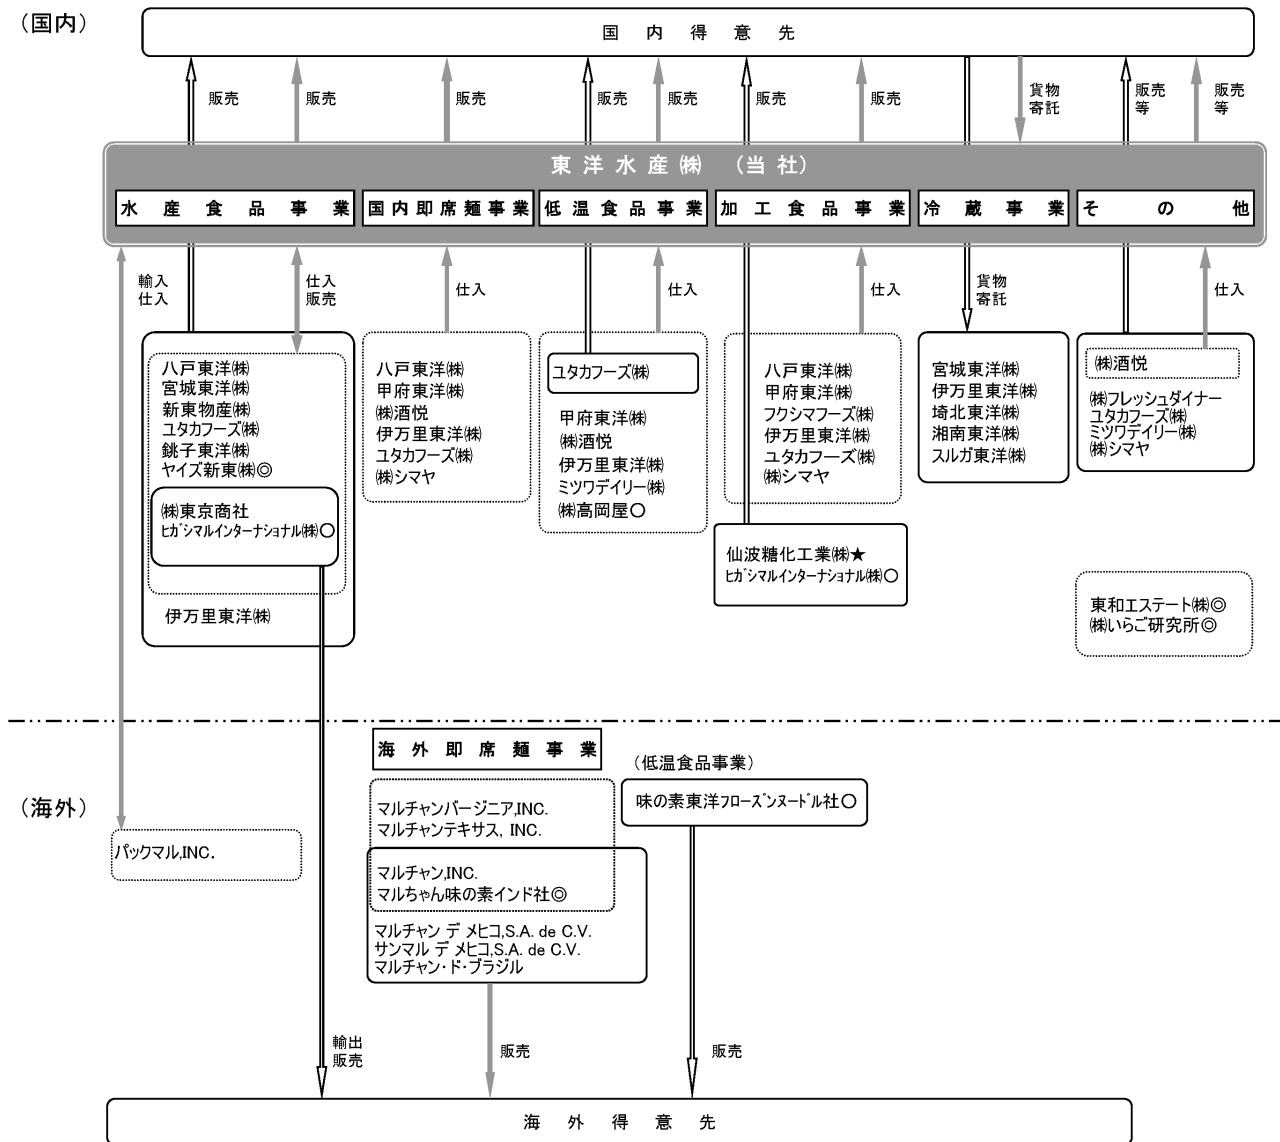 （国内）
国内得意先
販売
販売
販売
販売
販売
販売
販売
貨物
寄託
販売
等
販売
等
東洋水産㈱ （当社）
水産食品事業
国内即席麺事業
低温食品事業
加工食品事業
冷蔵事業
その他
輸入
仕入
仕入
販売
仕入
仕入
仕入
貨物
寄託
仕入
八戸東洋㈱
宮城東洋㈱
新東物産㈱
ユタカフーズ㈱
銚子東洋㈱
ヤイズ新東㈱◎
㈱東京商社
ヒガシマルインターナショナル㈱○
伊万里東洋㈱
八戸東洋㈱
甲府東洋㈱
㈱酒悦
伊万里東洋㈱
ユタカフーズ㈱
㈱シマヤ
ユタカフーズ㈱
甲府東洋㈱
㈱酒悦
伊万里東洋㈱
ミツワデイリー㈱
㈱高岡屋○
八戸東洋㈱
甲府東洋㈱
フクシマフーズ㈱
伊万里東洋㈱
ユタカフーズ㈱
㈱シマヤ
仙波糖化工業㈱★
ヒガシマルインターナショナル㈱○
宮城東洋㈱
伊万里東洋㈱
埼北東洋㈱
湘南東洋㈱
スルガ東洋㈱
㈱酒悦
㈱フレッシュダイナー
ユタカフーズ㈱
ミツワデイリー㈱
㈱シマヤ
東和エステート㈱◎
㈱いらご研究所◎
（海外）
パックマル,INC.
海外即席麺事業
マルチャンバージニア,INC.
マルチャンテキサス, INC.
マルチャン,INC.
マルちゃん味の素インド社◎
マルチャン デ メヒコ,S.A. de C.V.
サンマル デ メヒコ,S.A. de C.V.
マルチャン・ド・ブラジル
（低温食品事業）
味の素東洋フローズンヌードル社○
輸出
販売
販売
販売
海外得意先